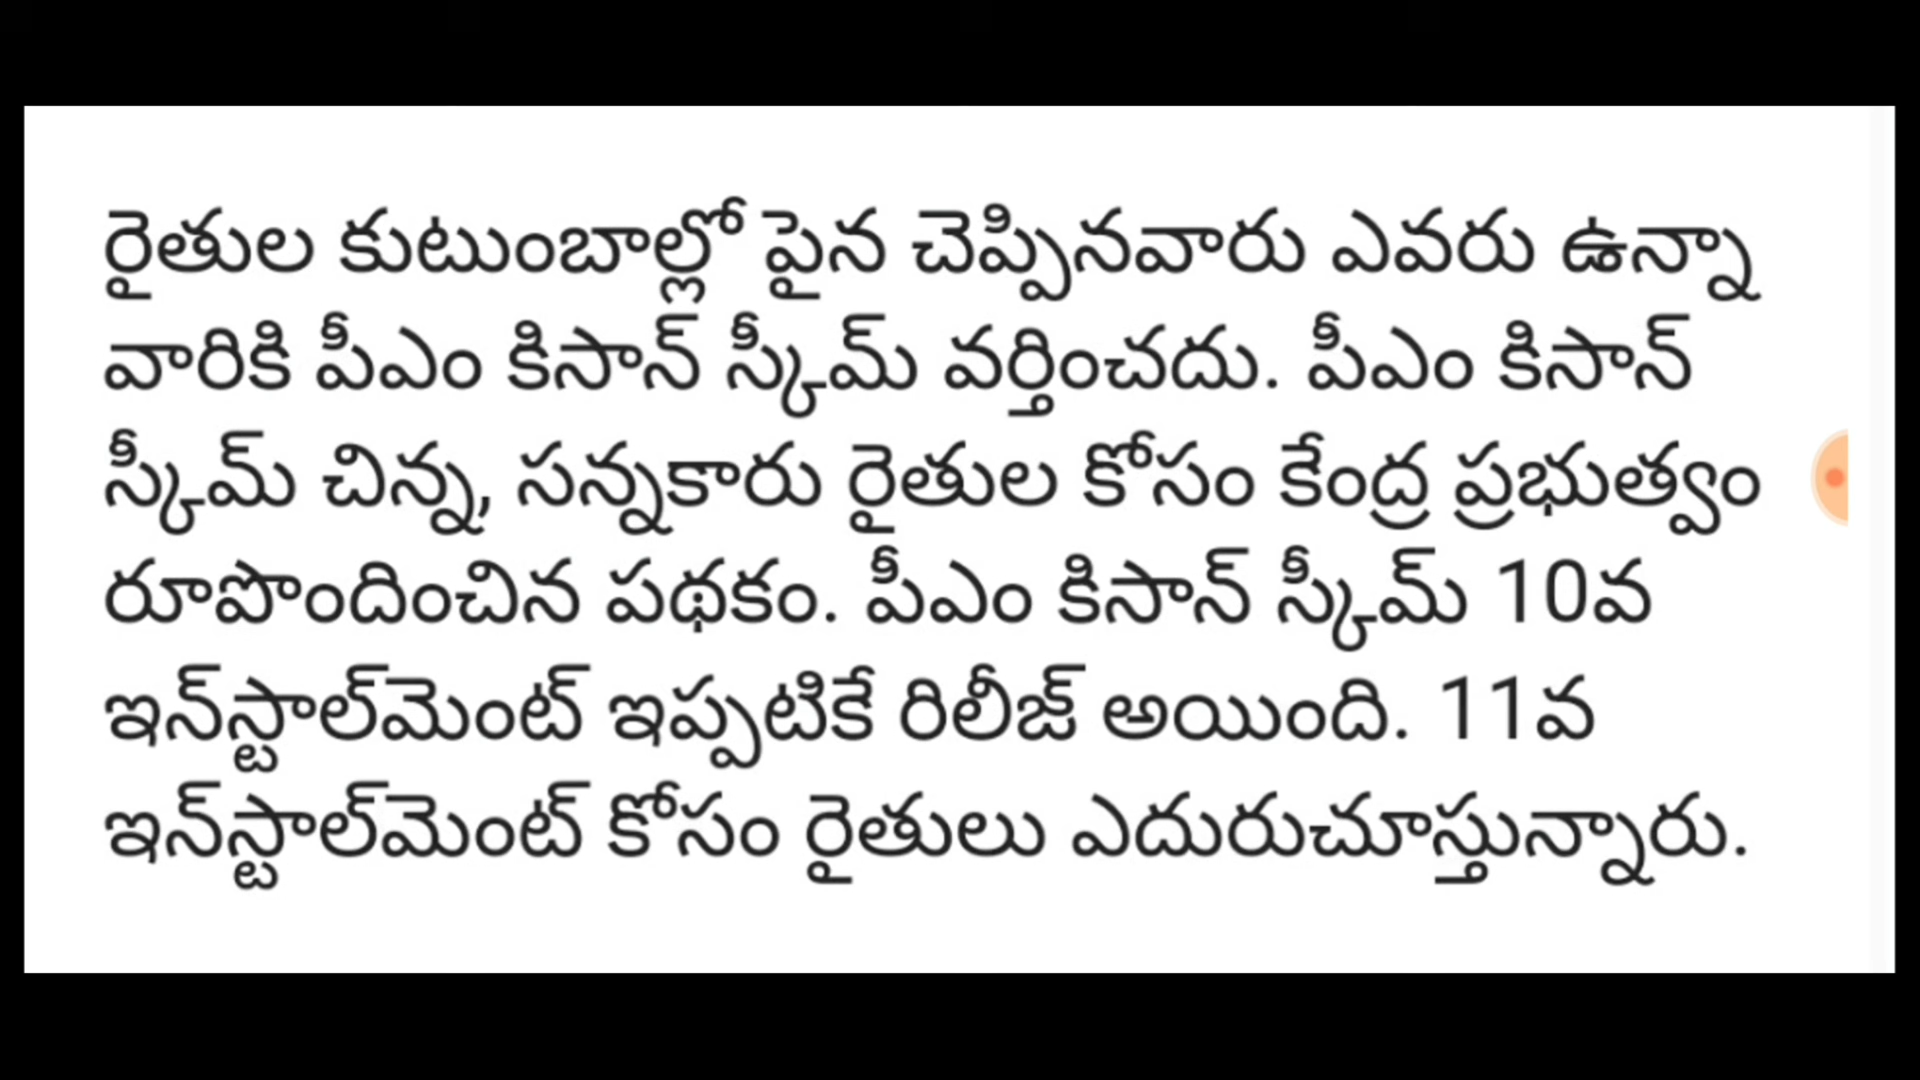 రైతుల కుటుంబాల్లో పైన చెప్పినవారు ఎవరు ఉన్నా
వారికి పీఎం కిసాన్ స్కీమ్ వర్తించదు. పీఎం కిసాన్
స్కీమ్ చిన్న, సన్నకారు రైతుల కోసం కేంద్ర ప్రభుత్వం
రూపొందించిన పథకం. పీఎం కిసాన్ స్కీమ్ 10వ
ఇన్‌స్టాల్‌మెంట్ ఇప్పటికే రిలీజ్ అయింది. 11వ
ఇన్‌స్టాల్‌మెంట్ కోసం రైతులు ఎదురుచూస్తున్నారు.